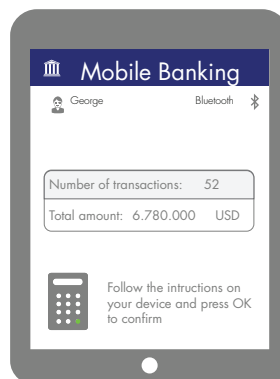 Mobile Banking
George Bluetooth
Number of transactions: 52
Total amount: 6.780.000 USD
Follow the intructions on
your device and press OK
to confirm